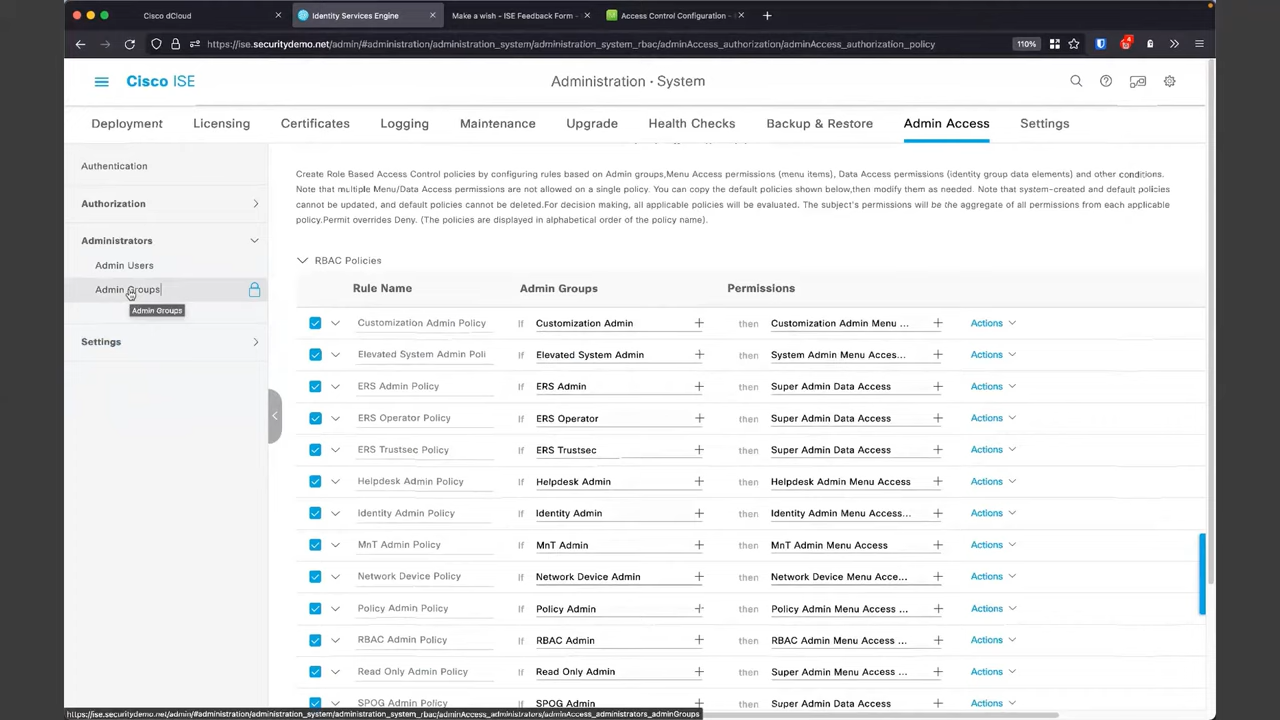 Cisco dCloud
Identity Services Engine
Make a wish - ISE Feedback Form -
Access Control Configuration -
https://ise.securitydemo.net/admin/#administration/administration_system/administration_system_rbac/adminAccess_authorization/adminAccess_authorization_policy
110%
4
Cisco ISE
Administration · System
Deployment
Licensing
Certificates
Logging
Maintenance
Upgrade
Health Checks
Backup & Restore
Admin Access
Settings
Authentication
Authorization
Administrators
Admin Users
Admin Groups
Admin Groups
Settings
Create Role Based Access Control policies by configuring rules based on Admin groups,Menu Access permissions (menu items), Data Access permissions (identity group data elements) and other conditions.
Note that multiple Menu/Data Access permissions are not allowed on a single policy. You can copy the default policies shown below,then modify them as needed. Note that system-created and default policies
cannot be updated, and default policies cannot be deleted.For decision making, all applicable policies will be evaluated. The subject's permissions will be the aggregate of all permissions from each applicable
policy.Permit overrides Deny. (The policies are displayed in alphabetical order of the policy name).
RBAC Policies
Rule Name Admin Groups Permissions
Customization Admin Policy If Customization Admin + then Customization Admin Menu ... + Actions
Elevated System Admin Poli If Elevated System Admin + then System Admin Menu Acces... + Actions
ERS Admin Policy If ERS Admin + then Super Admin Data Access + Actions
ERS Operator Policy If ERS Operator + then Super Admin Data Access + Actions
ERS Trustsec Policy If ERS Trustsec + then Super Admin Data Access + Actions
Helpdesk Admin Policy If Helpdesk Admin + then Helpdesk Admin Menu Access + Actions
Identity Admin Policy If Identity Admin + then Identity Admin Menu Access... + Actions
MnT Admin Policy If MnT Admin + then MnT Admin Menu Access + Actions
Network Device Policy If Network Device Admin + then Network Device Menu Acce... + Actions
Policy Admin Policy If Policy Admin + then Policy Admin Menu Access ... + Actions
RBAC Admin Policy If RBAC Admin + then RBAC Admin Menu Access ... + Actions
Read Only Admin Policy If Read Only Admin + then Super Admin Menu Access ... + Actions
SPOG Admin Policy If SPOG Admin + then Super Admin Data Access + Actions
https://ise.securitydemo.net/admin/#administration/administration_system/administration_system_rbac/adminAccess_administrators/adminAccess_administrators_adminGroups